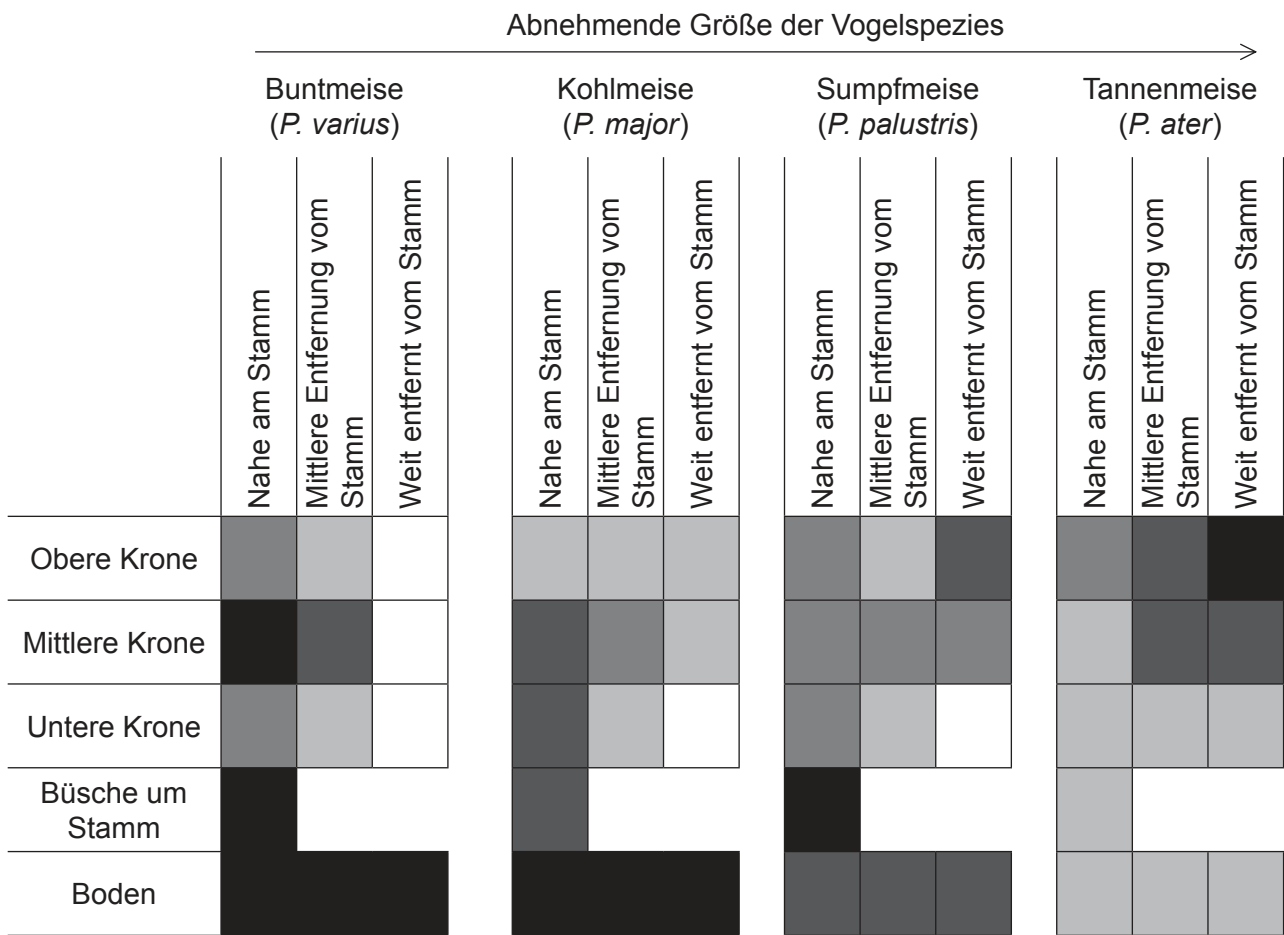 Abnehmende Größe der Vogelspezies
Buntmeise
(P. varius)
Kohlmeise
(P. major)
Sumpfmeise
(P. palustris)
Tannenmeise
(P. ater)
Nahe am Stamm
Mittlere Entfernung vom
Stamm
Weit entfernt vom Stamm
Nahe am Stamm
Mittlere Entfernung vom
Stamm
Weit entfernt vom Stamm
Nahe am Stamm
Mittlere Entfernung vom
Stamm
Weit entfernt vom Stamm
Nahe am Stamm
Mittlere Entfernung vom
Stamm
Weit entfernt vom Stamm
Obere Krone
Mittlere Krone
Untere Krone
Büsche um
Stamm
Boden